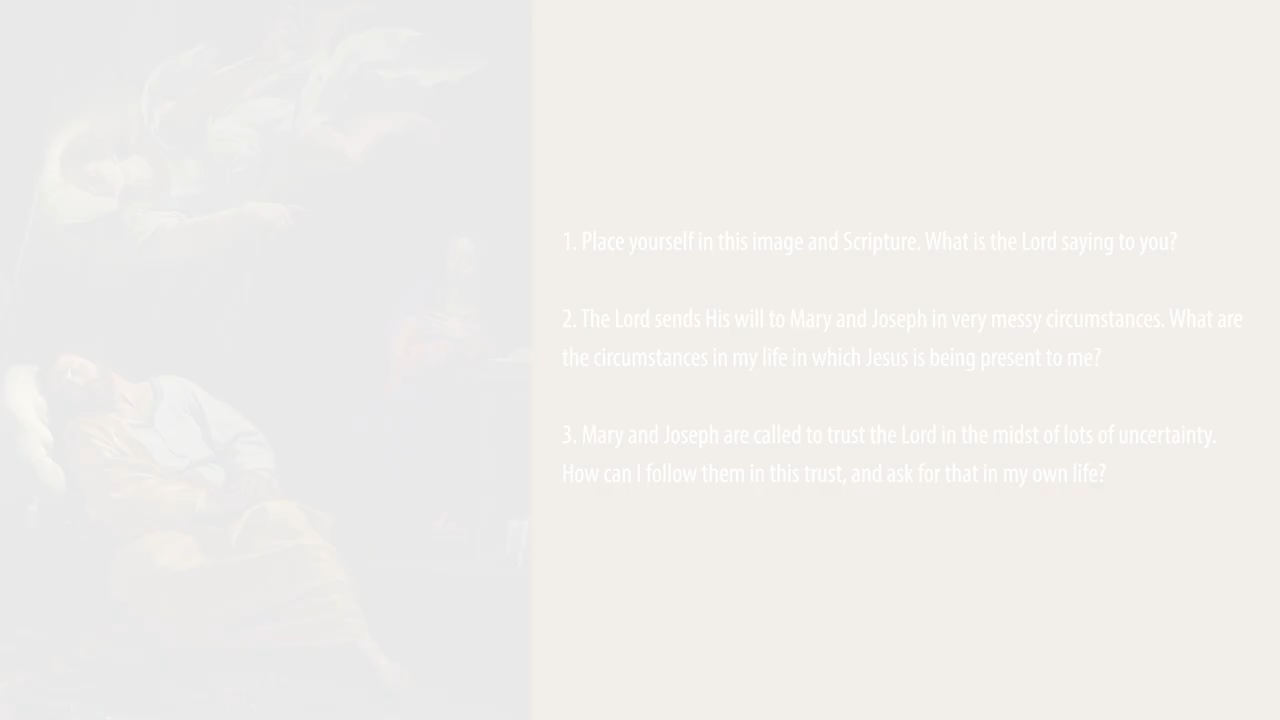 1. Place yourself in this image and Scripture. What is the Lord saying to you?
2. The Lord sends His will to Mary and Joseph in very messy circumstances. What are
the circumstances in my life in which Jesus is being present to me?
3. Mary and Joseph are called to trust the Lord in the midst of lots of uncertainty.
How can I follow them in this trust, and ask for that in my own life?